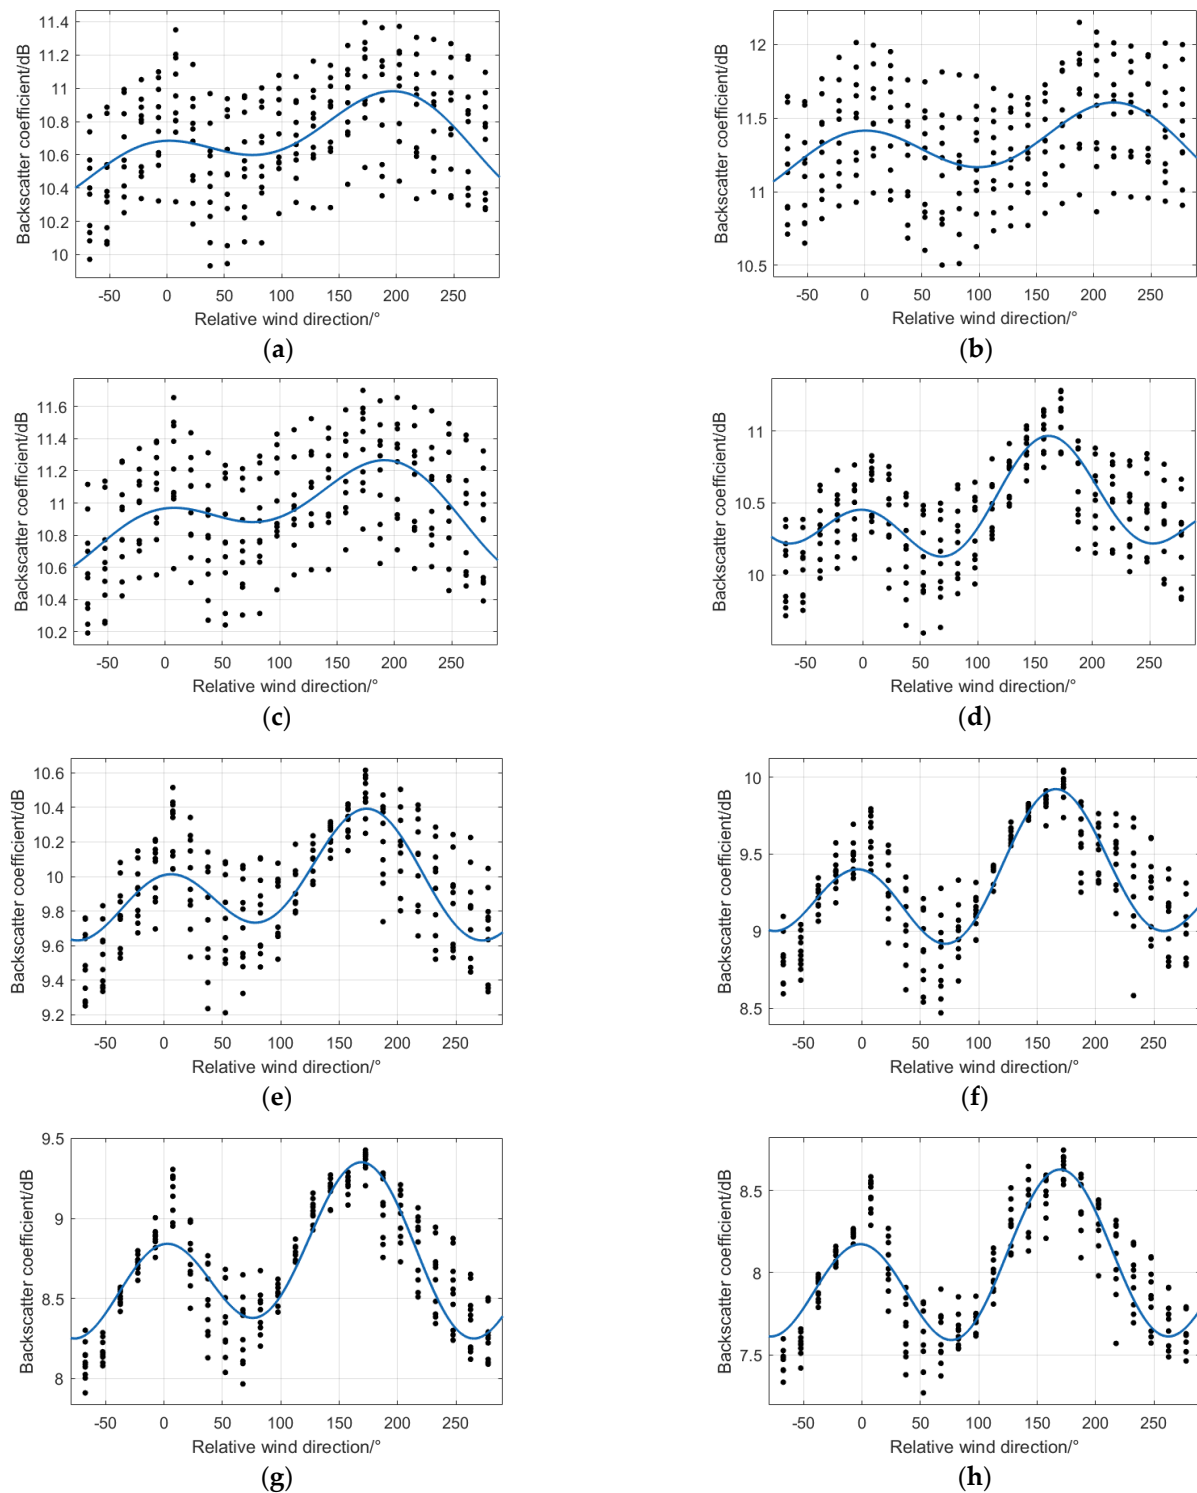 11.4
11.2
11
10.8
10.6
10.4
10.2
10
Backscatter coefficient/dB
-50 0 50 100 150 200 250
Relative wind direction/°
(a)
12
11.5
11
10.5
Backscatter coefficient/dB
-50 0 50 100 150 200 250
Relative wind direction/°
(b)
11.6
11.4
11.2
11
10.8
10.6
10.4
10.2
Backscatter coefficient/dB
-50 0 50 100 150 200 250
Relative wind direction/°
(c)
11
10.5
10
Backscatter coefficient/dB
-50 0 50 100 150 200 250
Relative wind direction/°
(d)
10.6
10.4
10.2
10
9.8
9.6
9.4
9.2
Backscatter coefficient/dB
-50 0 50 100 150 200 250
Relative wind direction/°
(e)
10
9.5
9
8.5
Backscatter coefficient/dB
-50 0 50 100 150 200 250
Relative wind direction/°
(f)
9.5
9
8.5
8
Backscatter coefficient/dB
-50 0 50 100 150 200 250
Relative wind direction/°
(g)
8.5
8
7.5
Backscatter coefficient/dB
-50 0 50 100 150 200 250
Relative wind direction/°
(h)